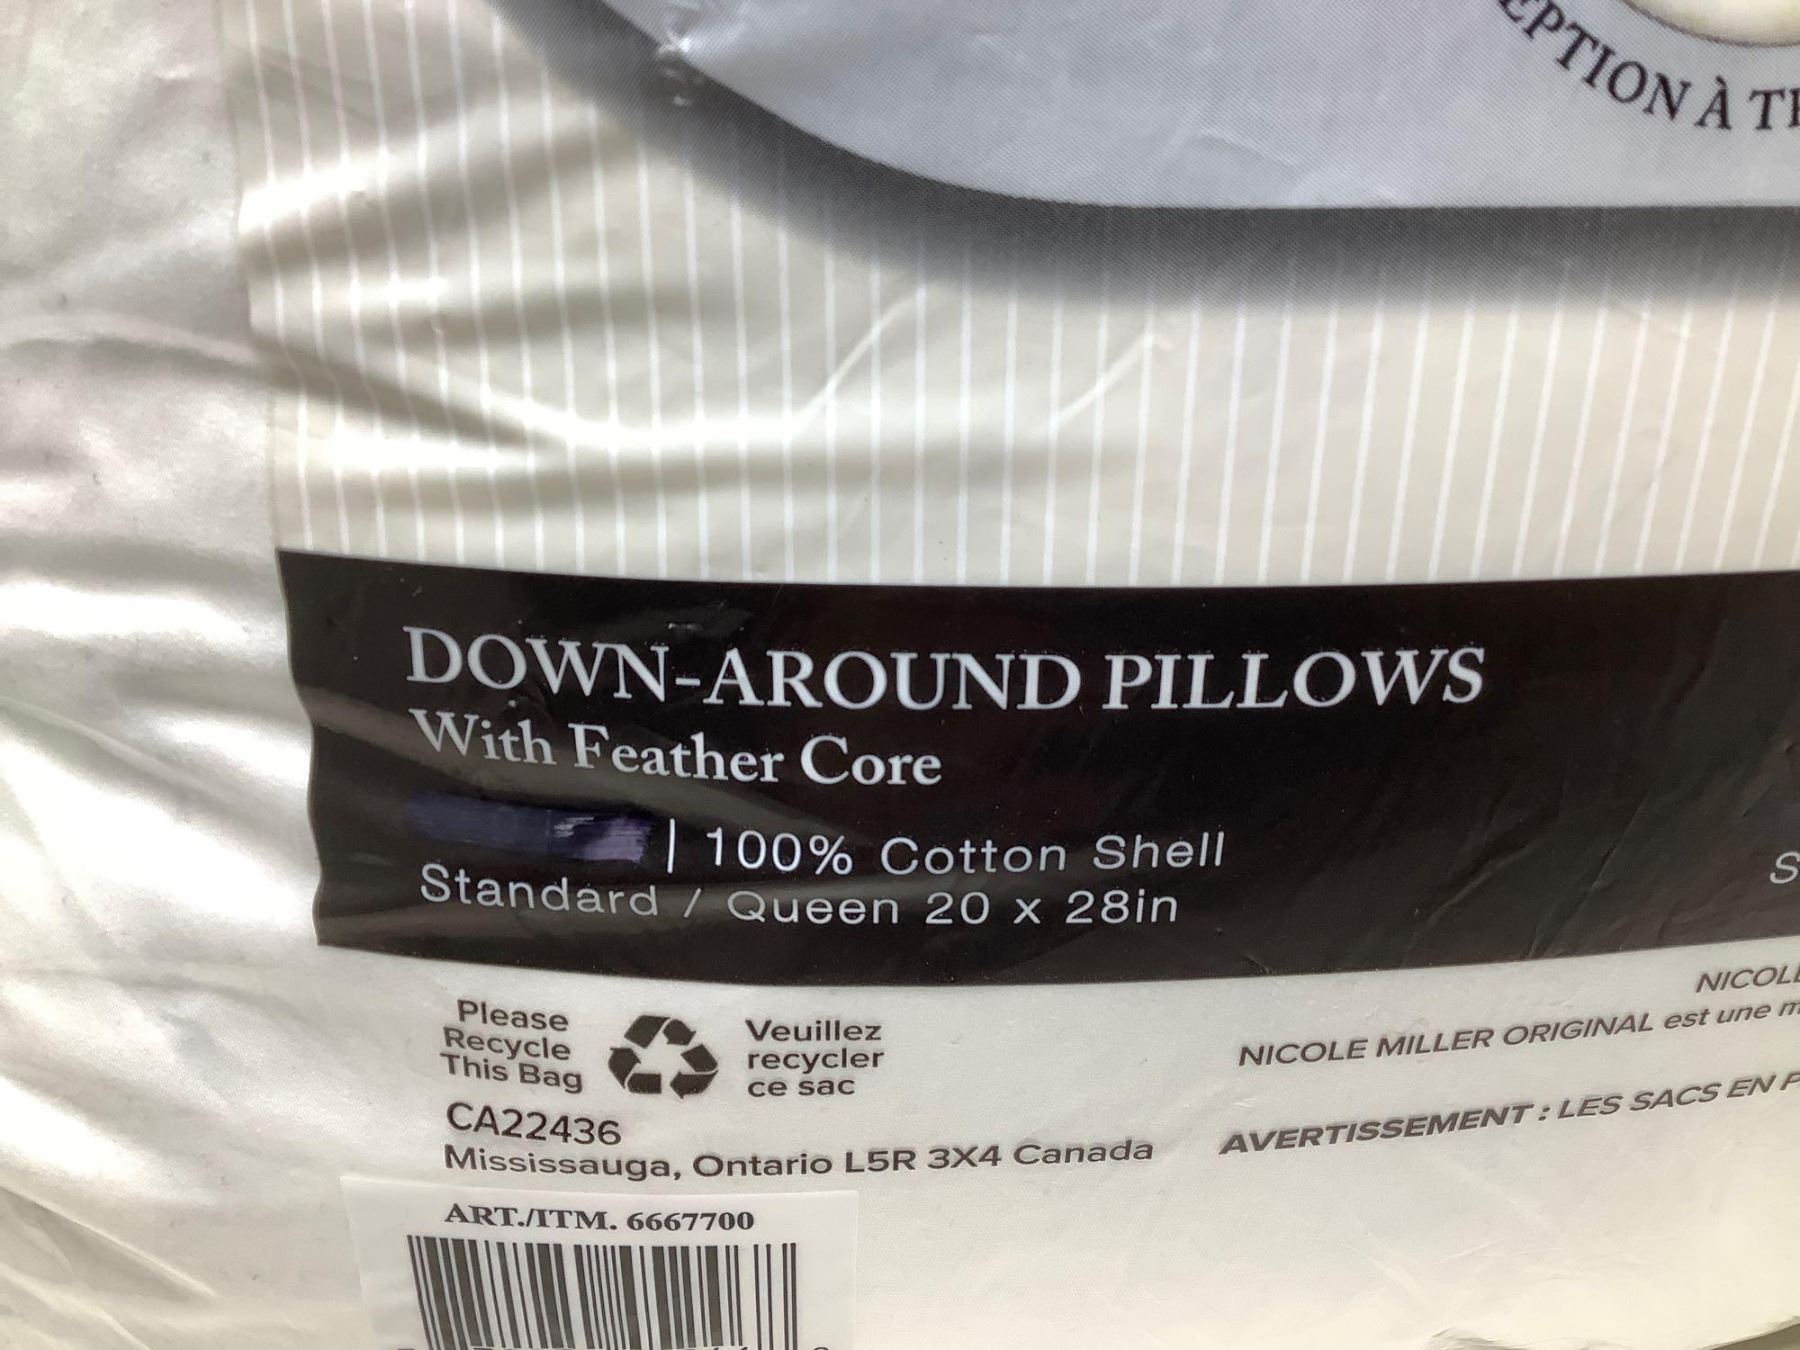 À
DOWN-AROUND PILLOWS
With Feather Core
| 100% Cotton Shell
Standard / Queen 20 x 28in
Please
Recycle
This Bag
Veuillez
recycler
ce sac
CA22436
Mississauga, Ontario L5R 3X4 Canada
NICOLE MILLER ORIGINAL est une
AVERTISSEMENT : LES SACS EN
ART./ITM. 6667700